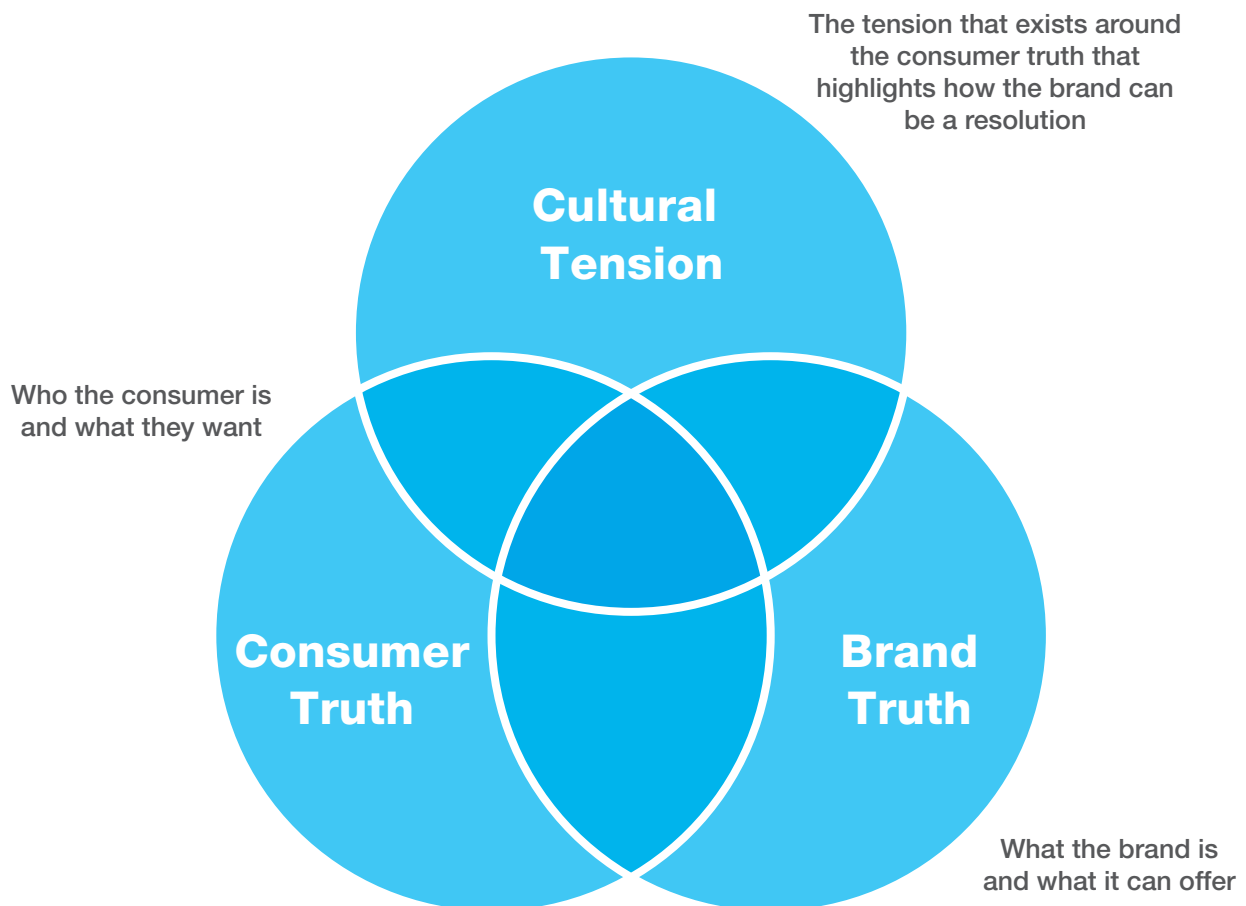 The tension that exists around
the consumer truth that
highlights how the brand can
be a resolution
Cultural
Tension
Who the consumer is
and what they want
Consumer
Truth
Brand
Truth
What the brand is
and what it can offer